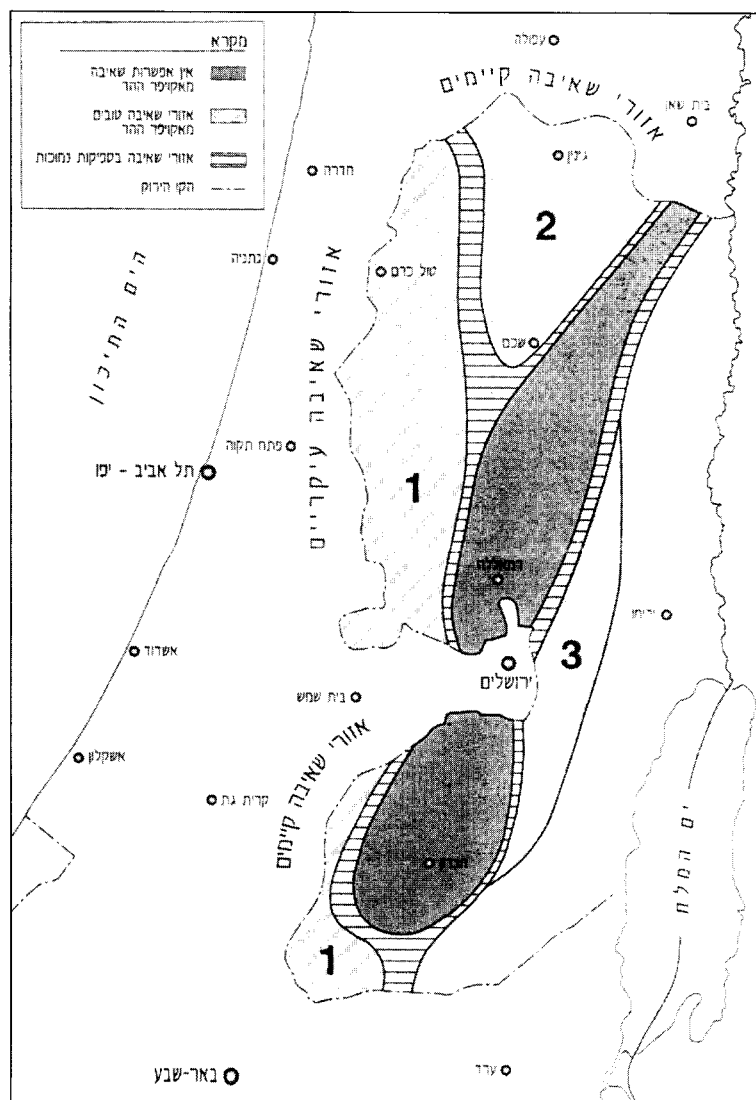 מקרא
אין אפשרות שאיבה
מאקויפר ההר
אזורי שאיבה טובים
מאקויפר ההר
אזורי שאיבה בספיקות נמוכות
הקו הירוק
עפולה
אזורי שאיבה קיימים
בית שאן
ג'נין
חדרה
2
נתניה
טול כרם
הים התיכון
אזורי שאיבה עיקריים
שכם
פתח תקוה
תל אביב - יפו
1
רמאללה
יריחו
אשדוד
3
ירושלים
בית שמש
אזורי שאיבה קיימים
אשקלון
קרית גת
ים המלח
חברון
1
באר-שבע
ערד